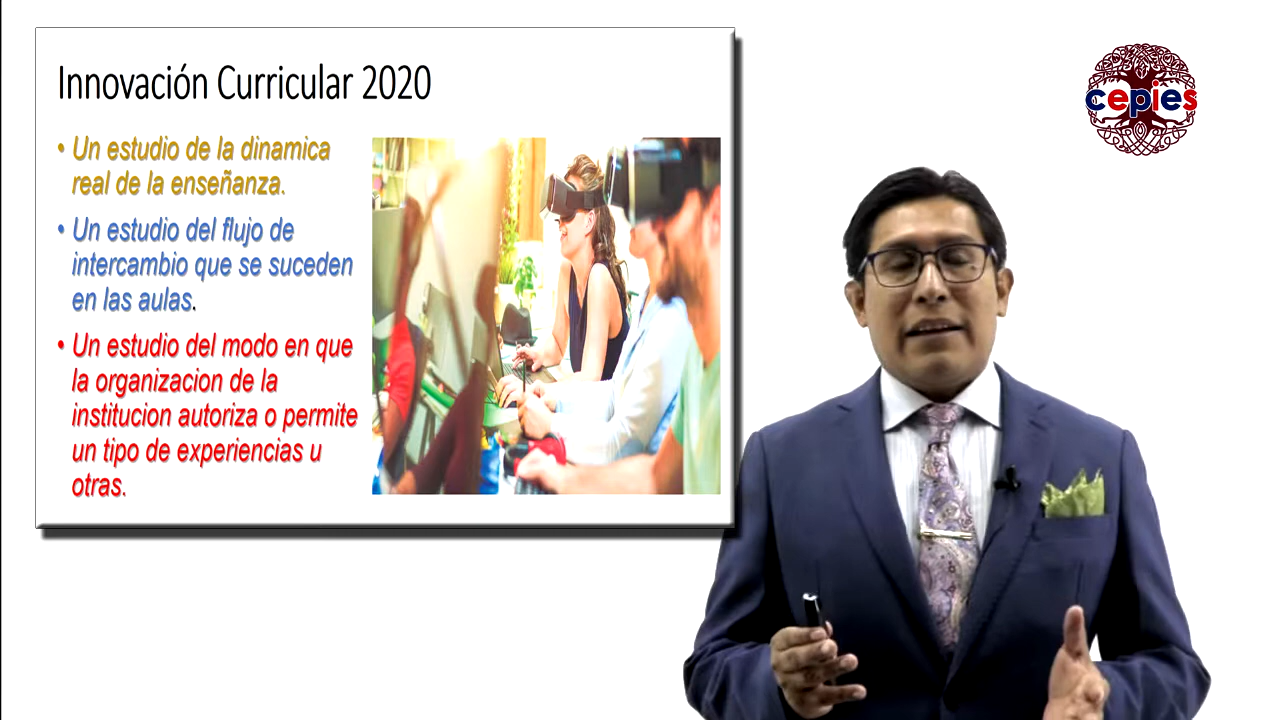 Innovación Curricular 2020
cepies
• Un estudio de la dinamica
real de la enseñanza.
• Un estudio del flujo de
intercambio que se suceden
en las aulas.
• Un estudio del modo en que
la organizacion de la
institucion autoriza o permite
un tipo de experiencias u
otras.